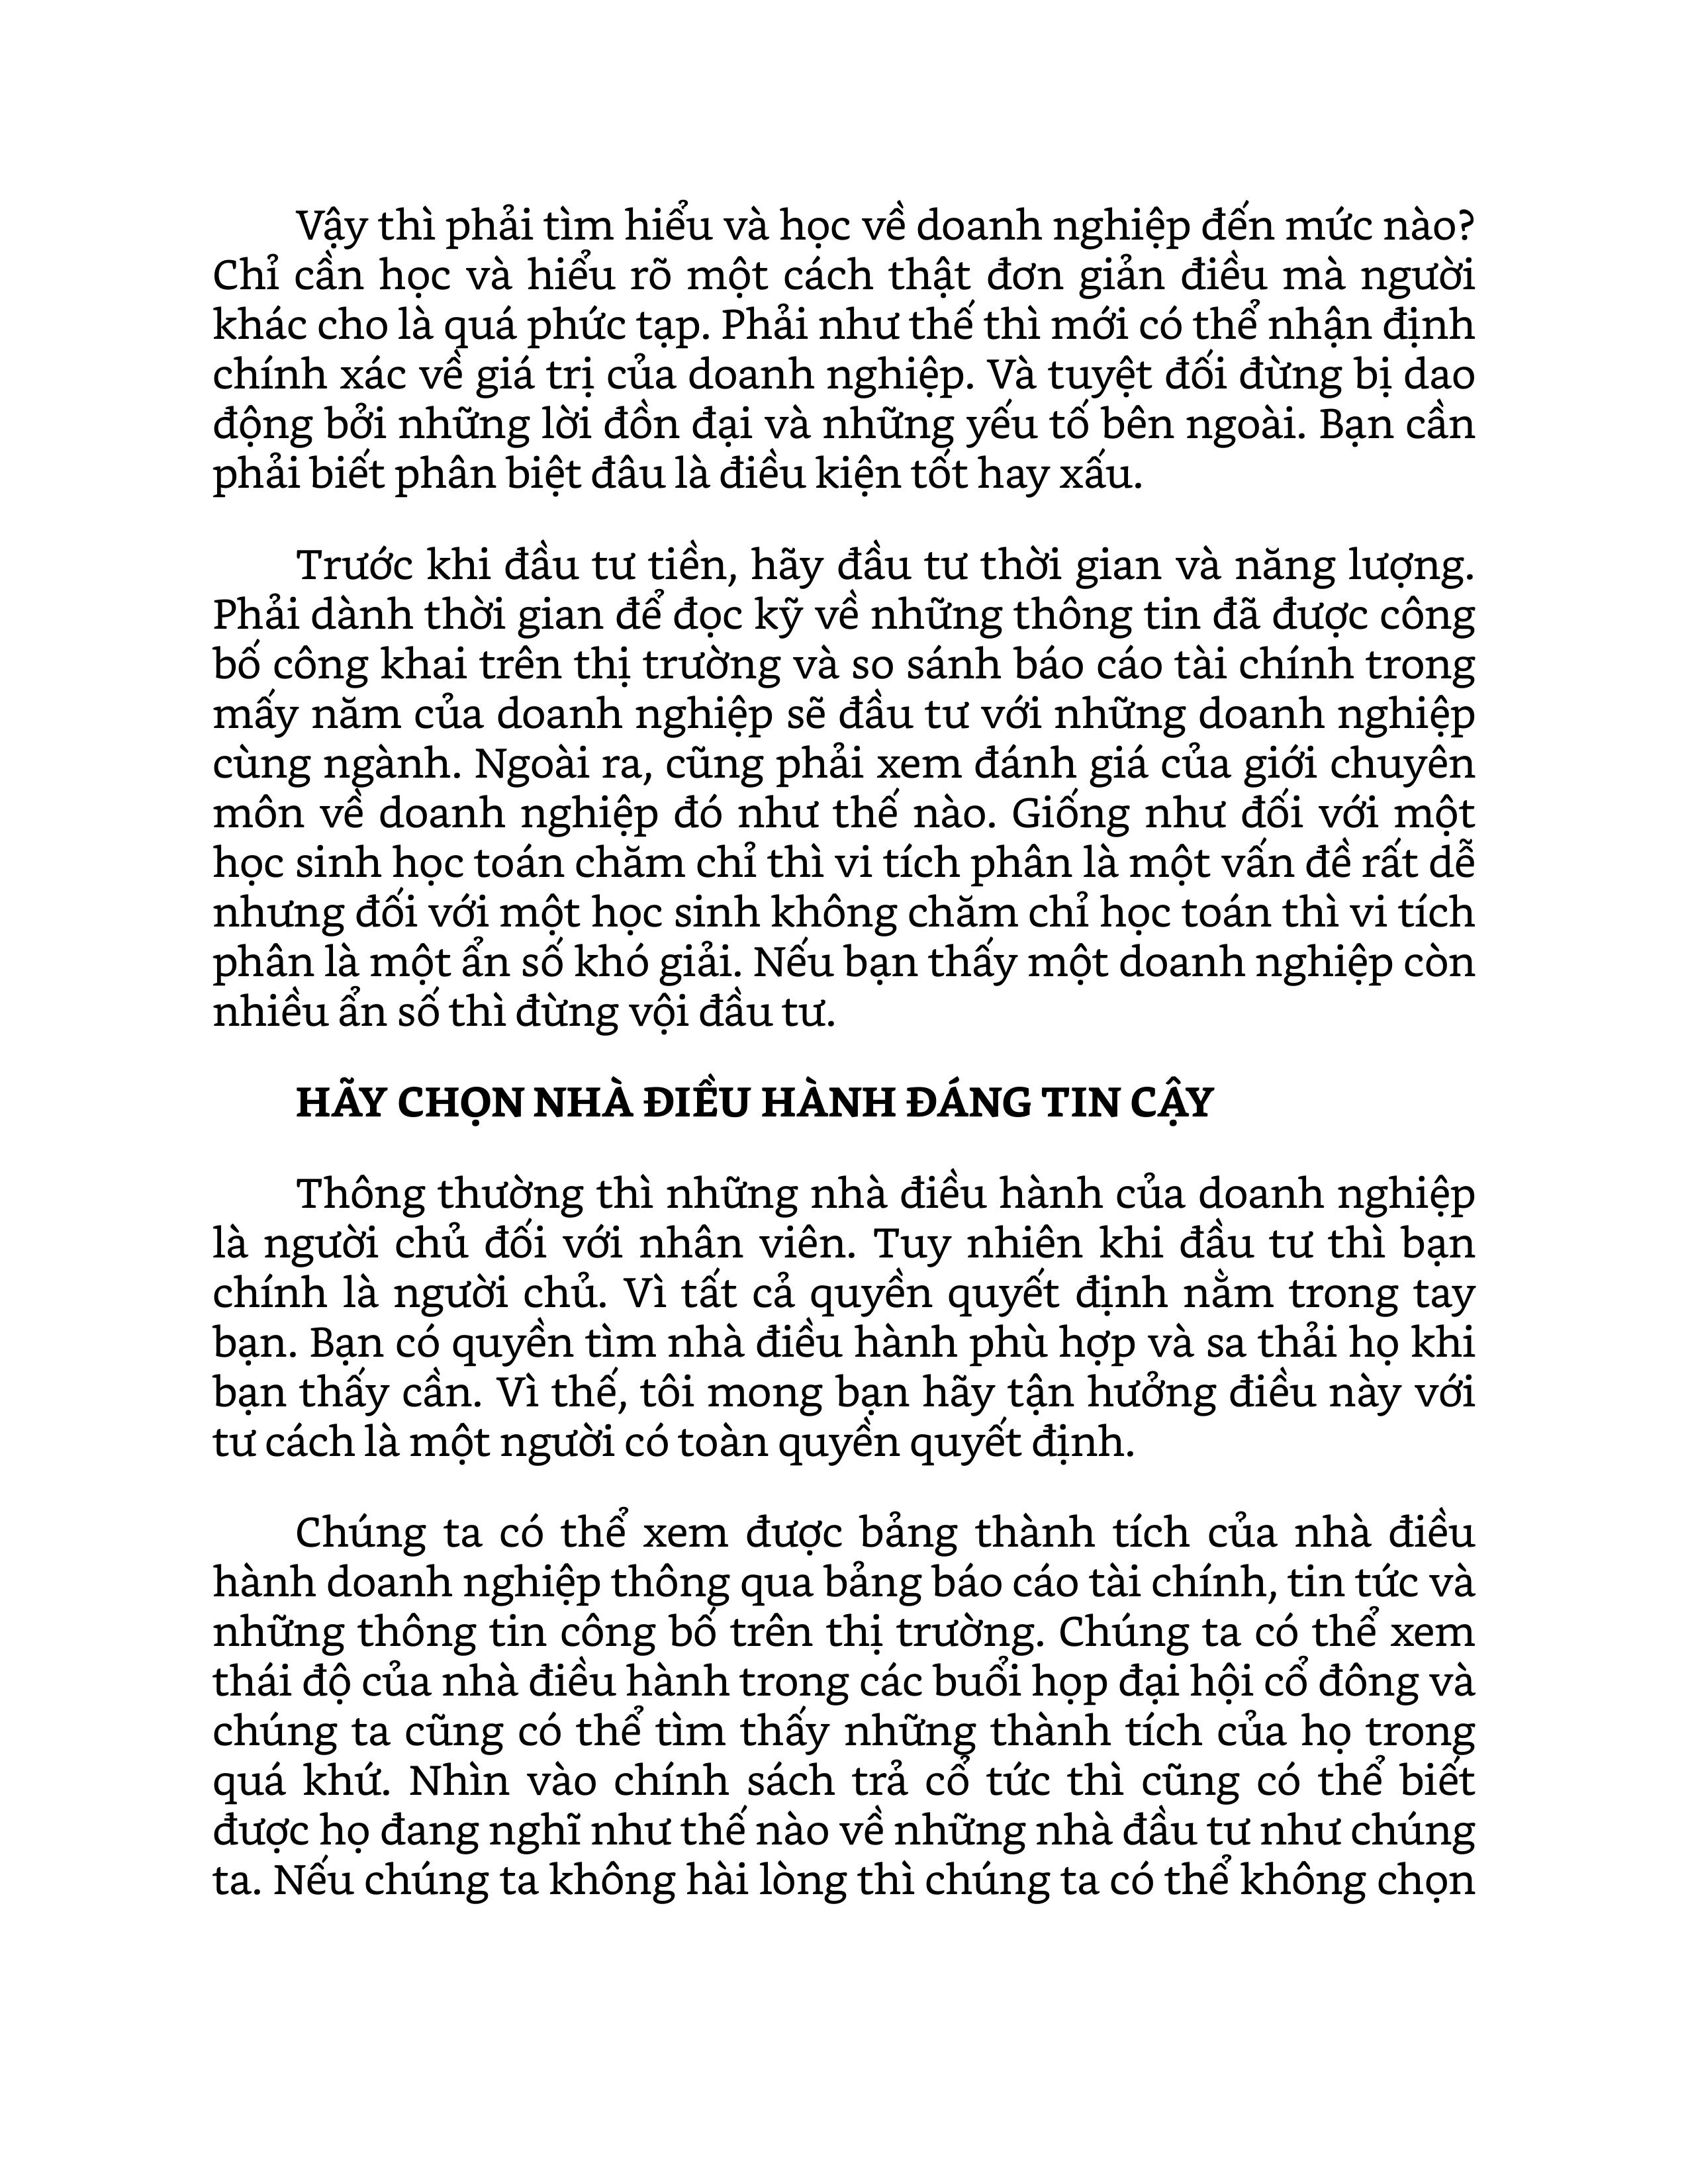 Vậy thì phải tìm hiểu và học về doanh nghiệp đến mức nào?
Chỉ cần học và hiểu rõ một cách thật đơn giản điều mà người
khác cho là quá phức tạp. Phải như thế thì mới có thể nhận định
chính xác về giá trị của doanh nghiệp. Và tuyệt đối đừng bị dao
động bởi những lời đồn đại và những yếu tố bên ngoài. Bạn cần
phải biết phân biệt đâu là điều kiện tốt hay xấu.
Trước khi đầu tư tiền, hãy đầu tư thời gian và năng lượng.
Phải dành thời gian để đọc kỹ về những thông tin đã được công
bố công khai trên thị trường và so sánh báo cáo tài chính trong
mấy năm của doanh nghiệp sẽ đầu tư với những doanh nghiệp
cùng ngành. Ngoài ra, cũng phải xem đánh giá của giới chuyên
môn về doanh nghiệp đó như thế nào. Giống như đối với một
học sinh học toán chăm chỉ thì vi tích phân là một vấn đề rất dễ
nhưng đối với một học sinh không chăm chỉ học toán thì vi tích
phân là một ẩn số khó giải. Nếu bạn thấy một doanh nghiệp còn
nhiều ẩn số thì đừng vội đầu tư.
HÃY CHỌN NHÀ ĐIỀU HÀNH ĐÁNG TIN CẬY
Thông thường thì những nhà điều hành của doanh nghiệp
là người chủ đối với nhân viên. Tuy nhiên khi đầu tư thì bạn
chính là người chủ. Vì tất cả quyền quyết định nằm trong tay
bạn. Bạn có quyền tìm nhà điều hành phù hợp và sa thải họ khi
bạn thấy cần. Vì thế, tôi mong bạn hãy tận hưởng điều này với
tư cách là một người có toàn quyền quyết định.
Chúng ta có thể xem được bảng thành tích của nhà điều
hành doanh nghiệp thông qua bảng báo cáo tài chính, tin tức và
những thông tin công bố trên thị trường. Chúng ta có thể xem
thái độ của nhà điều hành trong các buổi họp đại hội cổ đông và
chúng ta cũng có thể tìm thấy những thành tích của họ trong
quá khứ. Nhìn vào chính sách trả cổ tức thì cũng có thể biết
được họ đang nghĩ như thế nào về những nhà đầu tư như chúng
ta. Nếu chúng ta không hài lòng thì chúng ta có thể không chọn